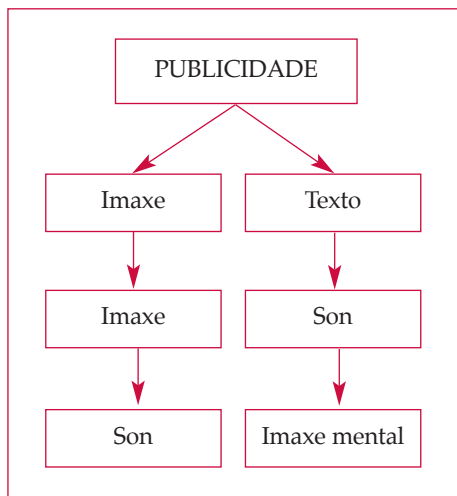 PUBLICIDADE
Imaxe
Texto
Imaxe
Son
Son
Imaxe mental